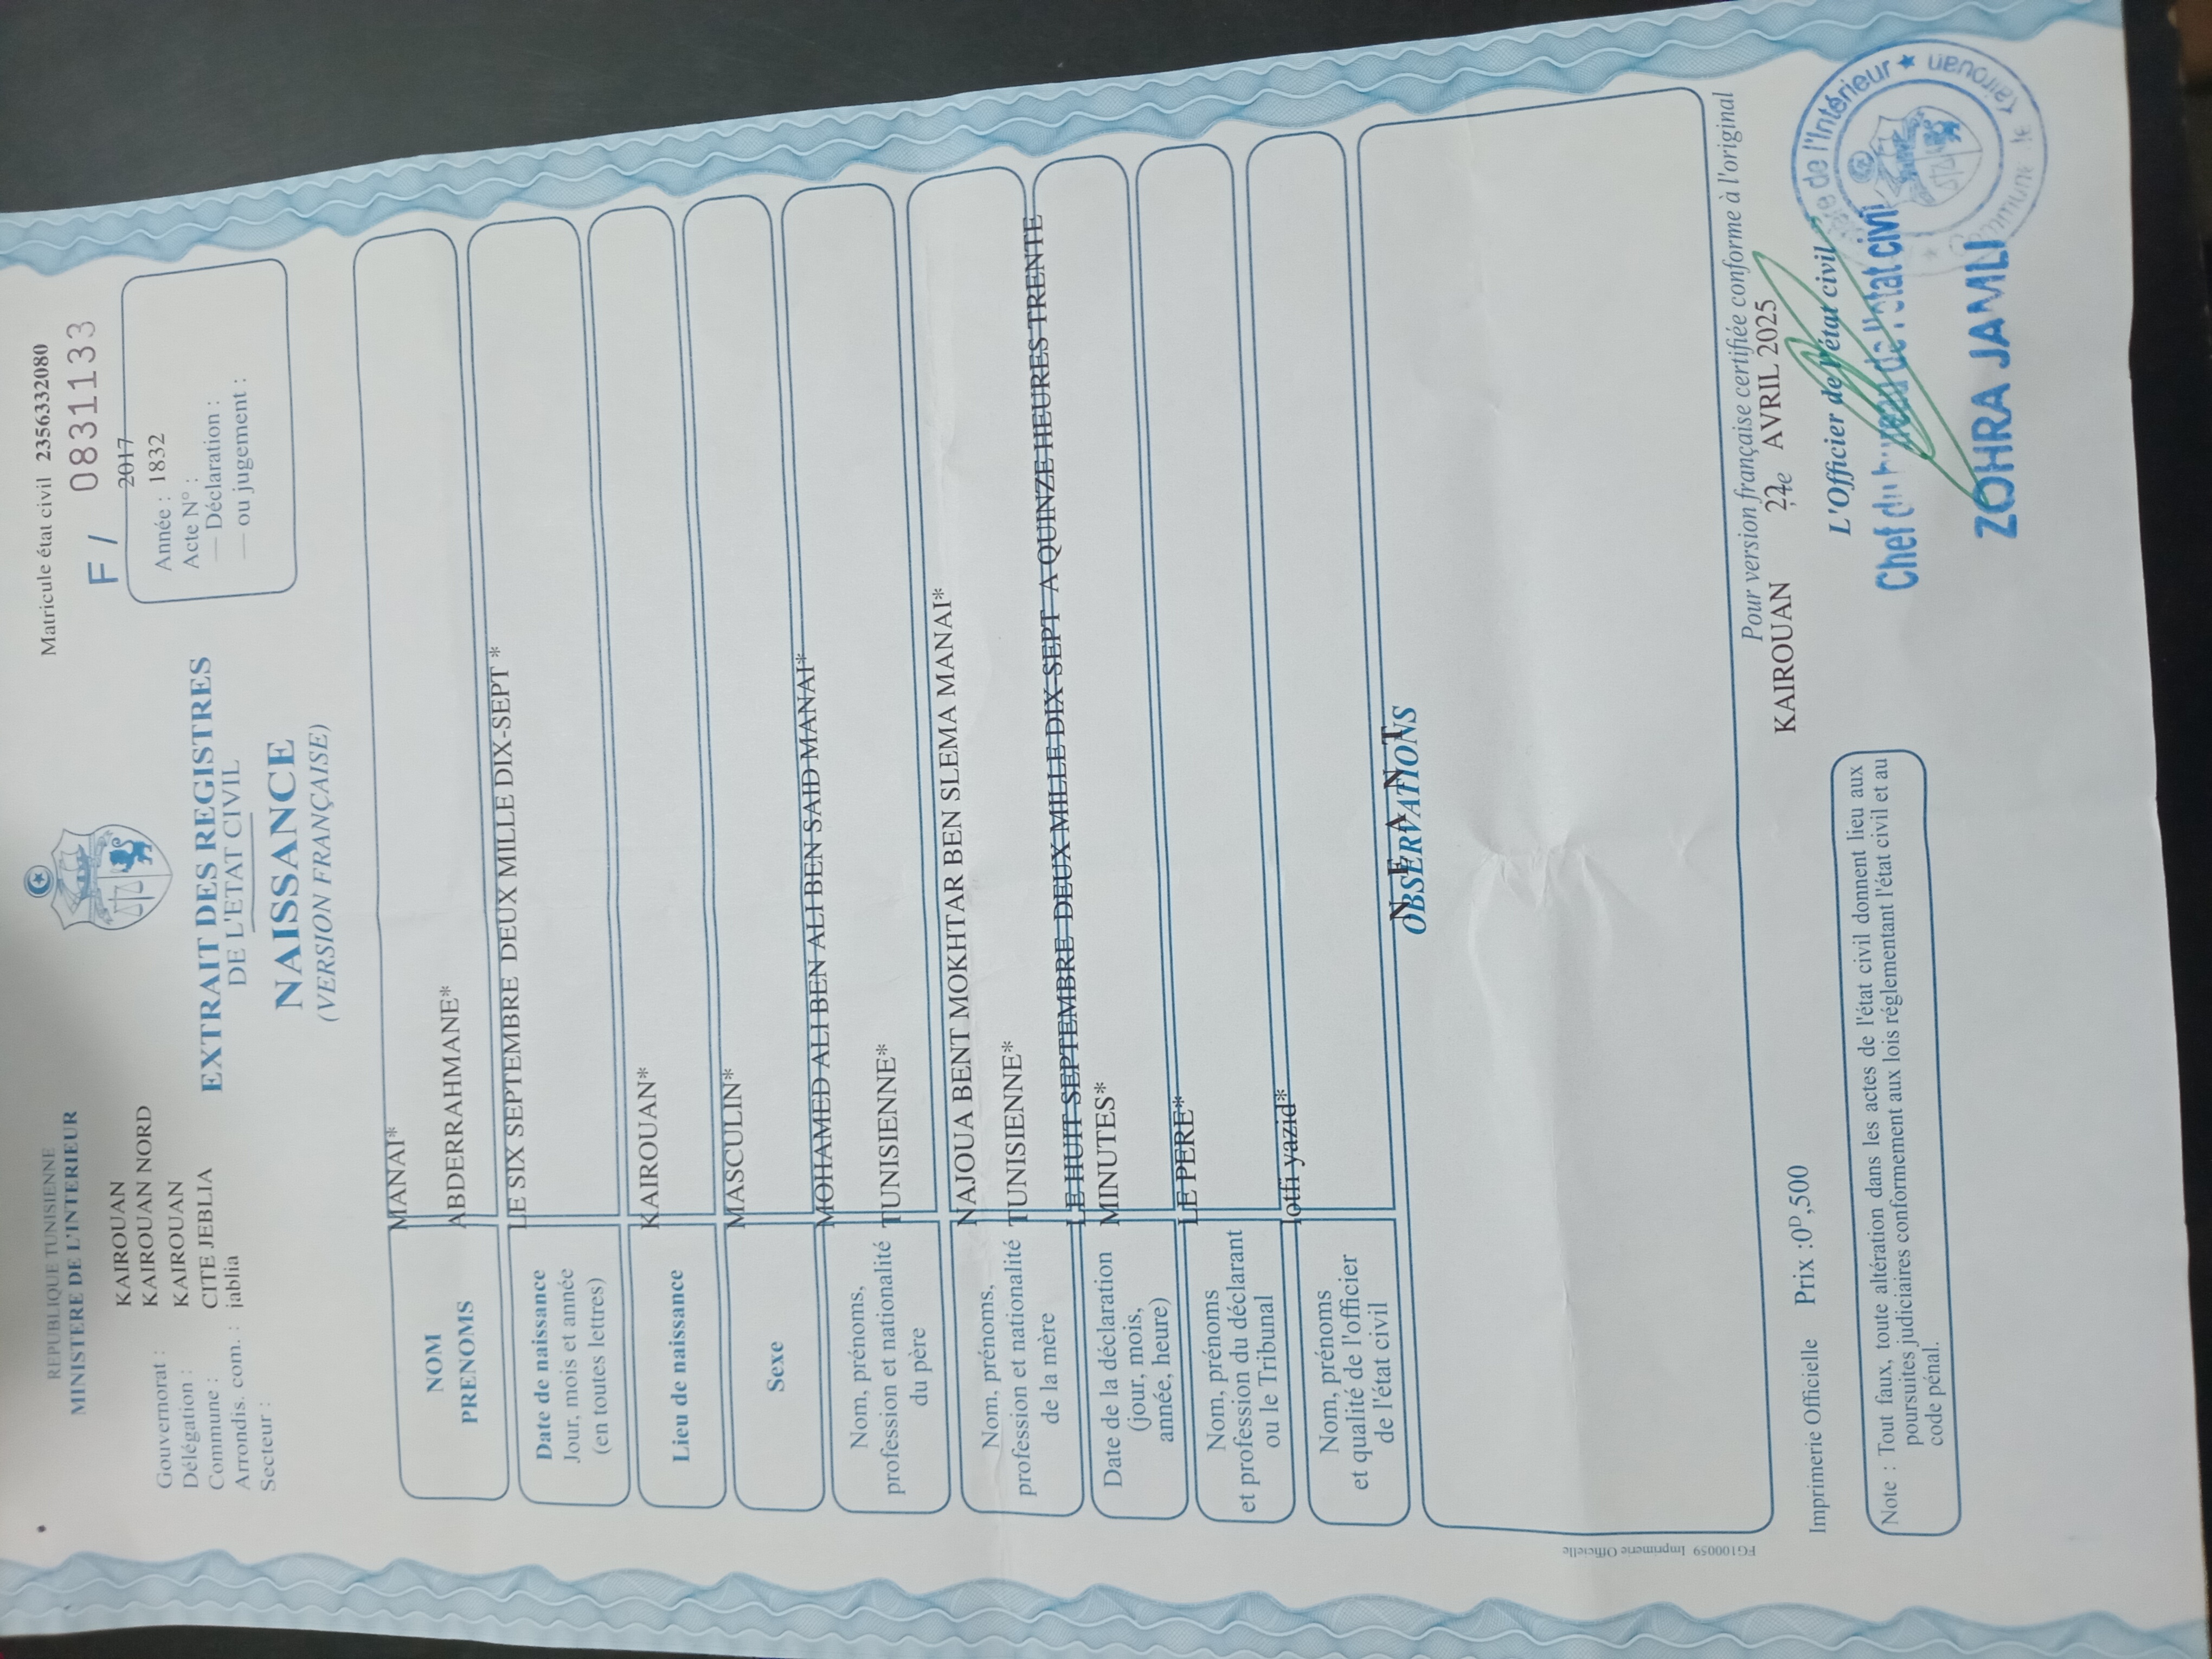 REPUBLIQUE TUNISIENNE
MINISTERE DE L'INTERIEUR
Matricule état civil 2356332080
F / 0831133
Gouvernorat : KAIROUAN
Délégation : KAIROUAN NORD
Commune : KAIROUAN
Arrondis. com. : CITE JEBLIA
Secteur : jablia
2017
Année : 1832
Acte N° :
— Déclaration :
— ou jugement :
EXTRAIT DES REGISTRES
DE L'ETAT CIVIL
NAISSANCE
(VERSION FRANÇAISE)
NOM MANAI*
PRENOMS ABDERRAHMANE*
Date de naissance LE SIX SEPTEMBRE DEUX MILLE DIX-SEPT *
Jour, mois et année
(en toutes lettres)
Lieu de naissance KAIROUAN*
Sexe MASCULIN*
Nom, prénoms, MOHAMED ALI BEN ALI BEN SAID MANAI*
profession et nationalité TUNISIENNE*
du père
Nom, prénoms, NAJOUA BENT MOKHTAR BEN SLEMA MANAI*
profession et nationalité TUNISIENNE*
de la mère
Date de la déclaration LE HUIT SEPTEMBRE DEUX MILLE DIX-SEPT A QUINZE HEURES TRENTE
(jour, mois, MINUTES*
année, heure)
Nom, prénoms LE PERE*
et profession du déclarant
ou le Tribunal
Nom, prénoms lotfi yazid*
et qualité de l'officier
de l'état civil
N E A N T
OBSERVATIONS
Pour version française certifiée conforme à l'original
KAIROUAN AVRIL 2025
L'Officier de l'état civil
Chef du bureau de l'état civil
ZOHRA JAMLI
de l'Intérieur ★ Commune de Kairouan ★
Imprimerie Officielle Prix :0D,500
Note : Tout faux, toute altération dans les actes de l'état civil donnent lieu aux
poursuites judiciaires conformement aux lois réglementant l'état civil et au
code pénal.
FG100059 Imprimerie Officielle